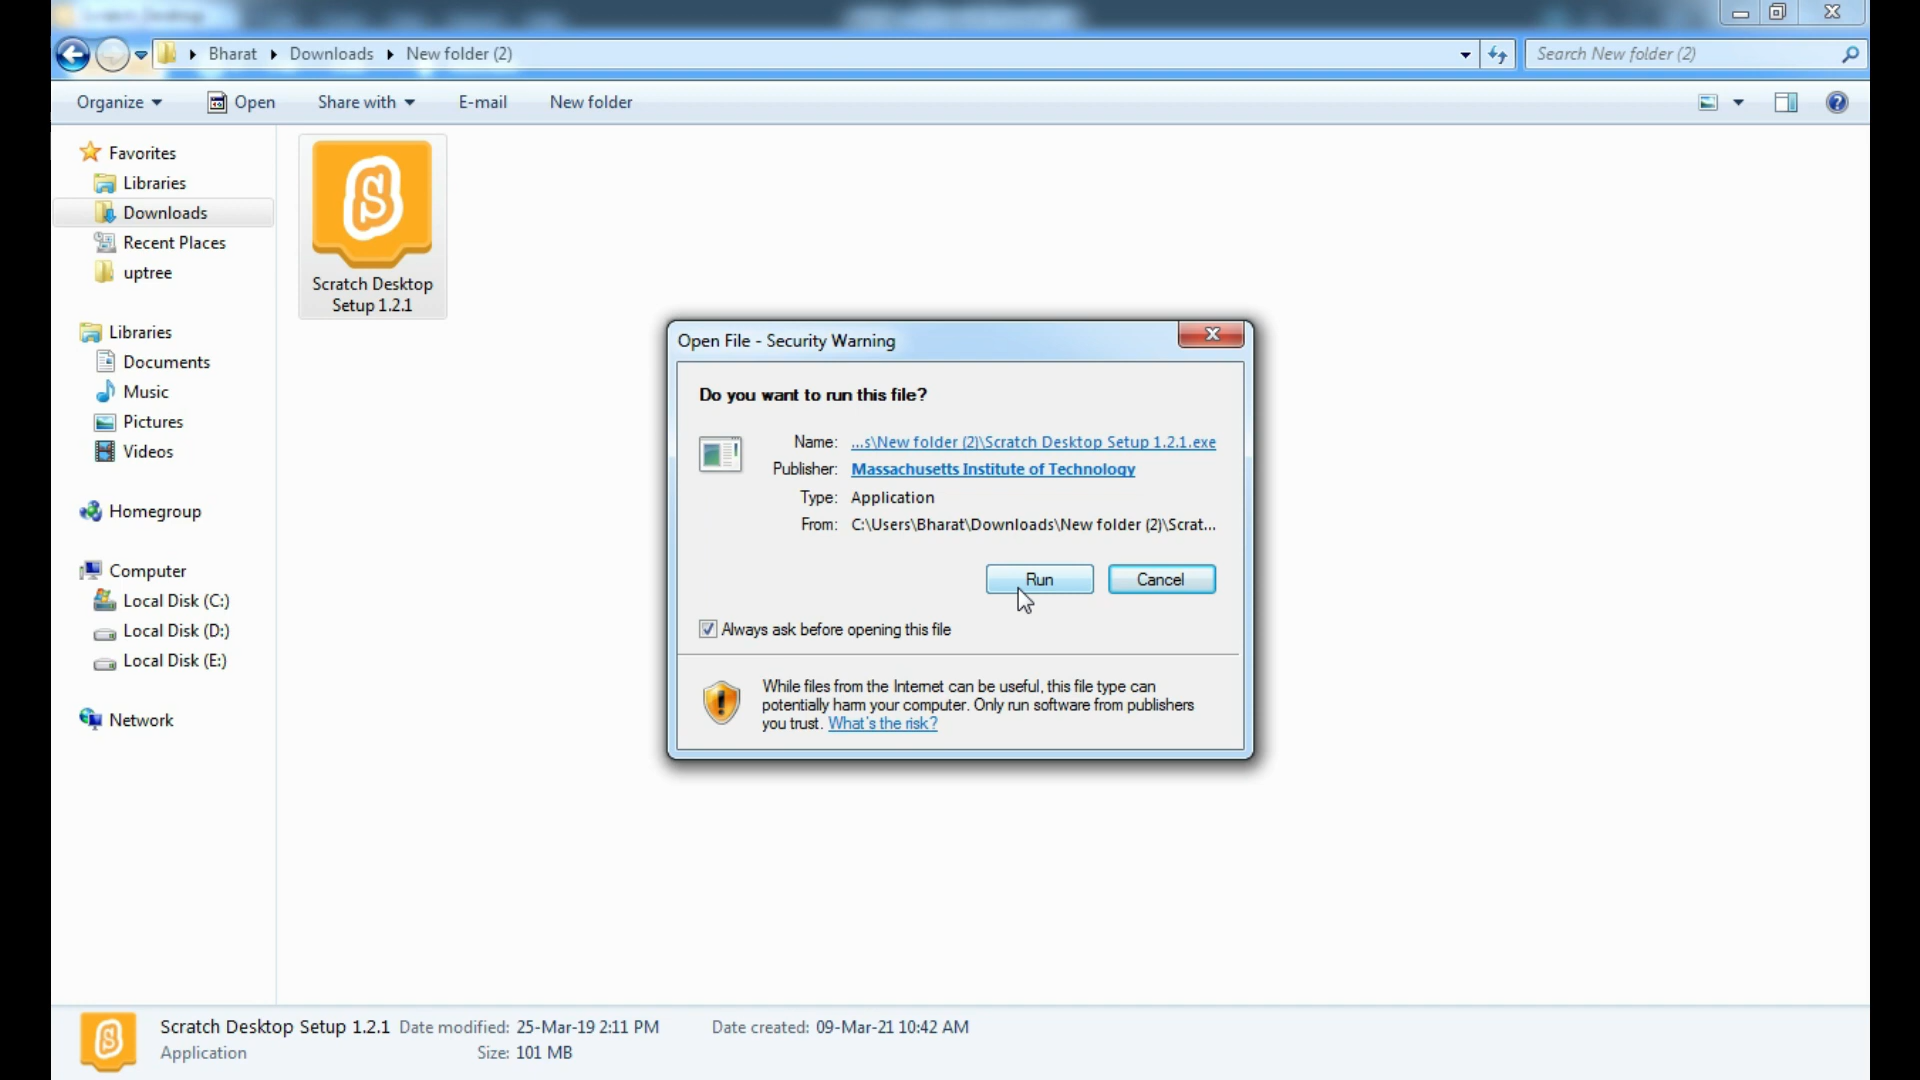 Bharat Downloads New folder (2)
Search New folder (2)
Organize Open Share with E-mail New folder
Favorites
Libraries
Downloads
Recent Places
uptree
Libraries
Documents
Music
Pictures
Videos
Homegroup
Computer
Local Disk (C:)
Local Disk (D:)
Local Disk (E:)
Network
Scratch Desktop
Setup 1.2.1
Open File - Security Warning
Do you want to run this file?
Name: ...s\New folder (2)\Scratch Desktop Setup 1.2.1.exe
Publisher: Massachusetts Institute of Technology
Type: Application
From: C:\Users\Bharat\Downloads\New folder (2)\Scrat...
Run Cancel
Always ask before opening this file
While files from the Internet can be useful, this file type can
potentially harm your computer. Only run software from publishers
you trust. What's the risk?
Scratch Desktop Setup 1.2.1 Date modified: 25-Mar-19 2:11 PM Date created: 09-Mar-21 10:42 AM
Application Size: 101 MB